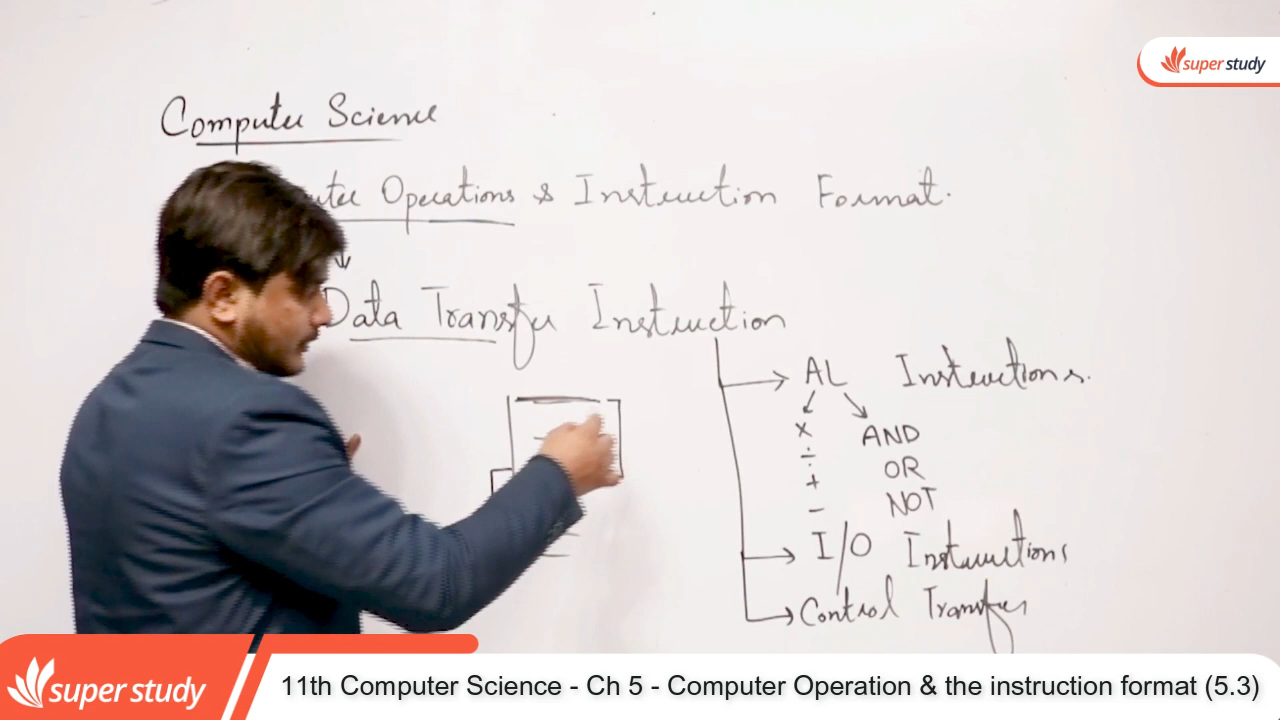 super study
Computer Science
Operations & Instruction Format.
Data Transfer Instruction
AL Instructions.
×
÷
+
−
AND
OR
NOT
I/O Instructions
Control Transfer
super study
11th Computer Science - Ch 5 - Computer Operation & the instruction format (5.3)